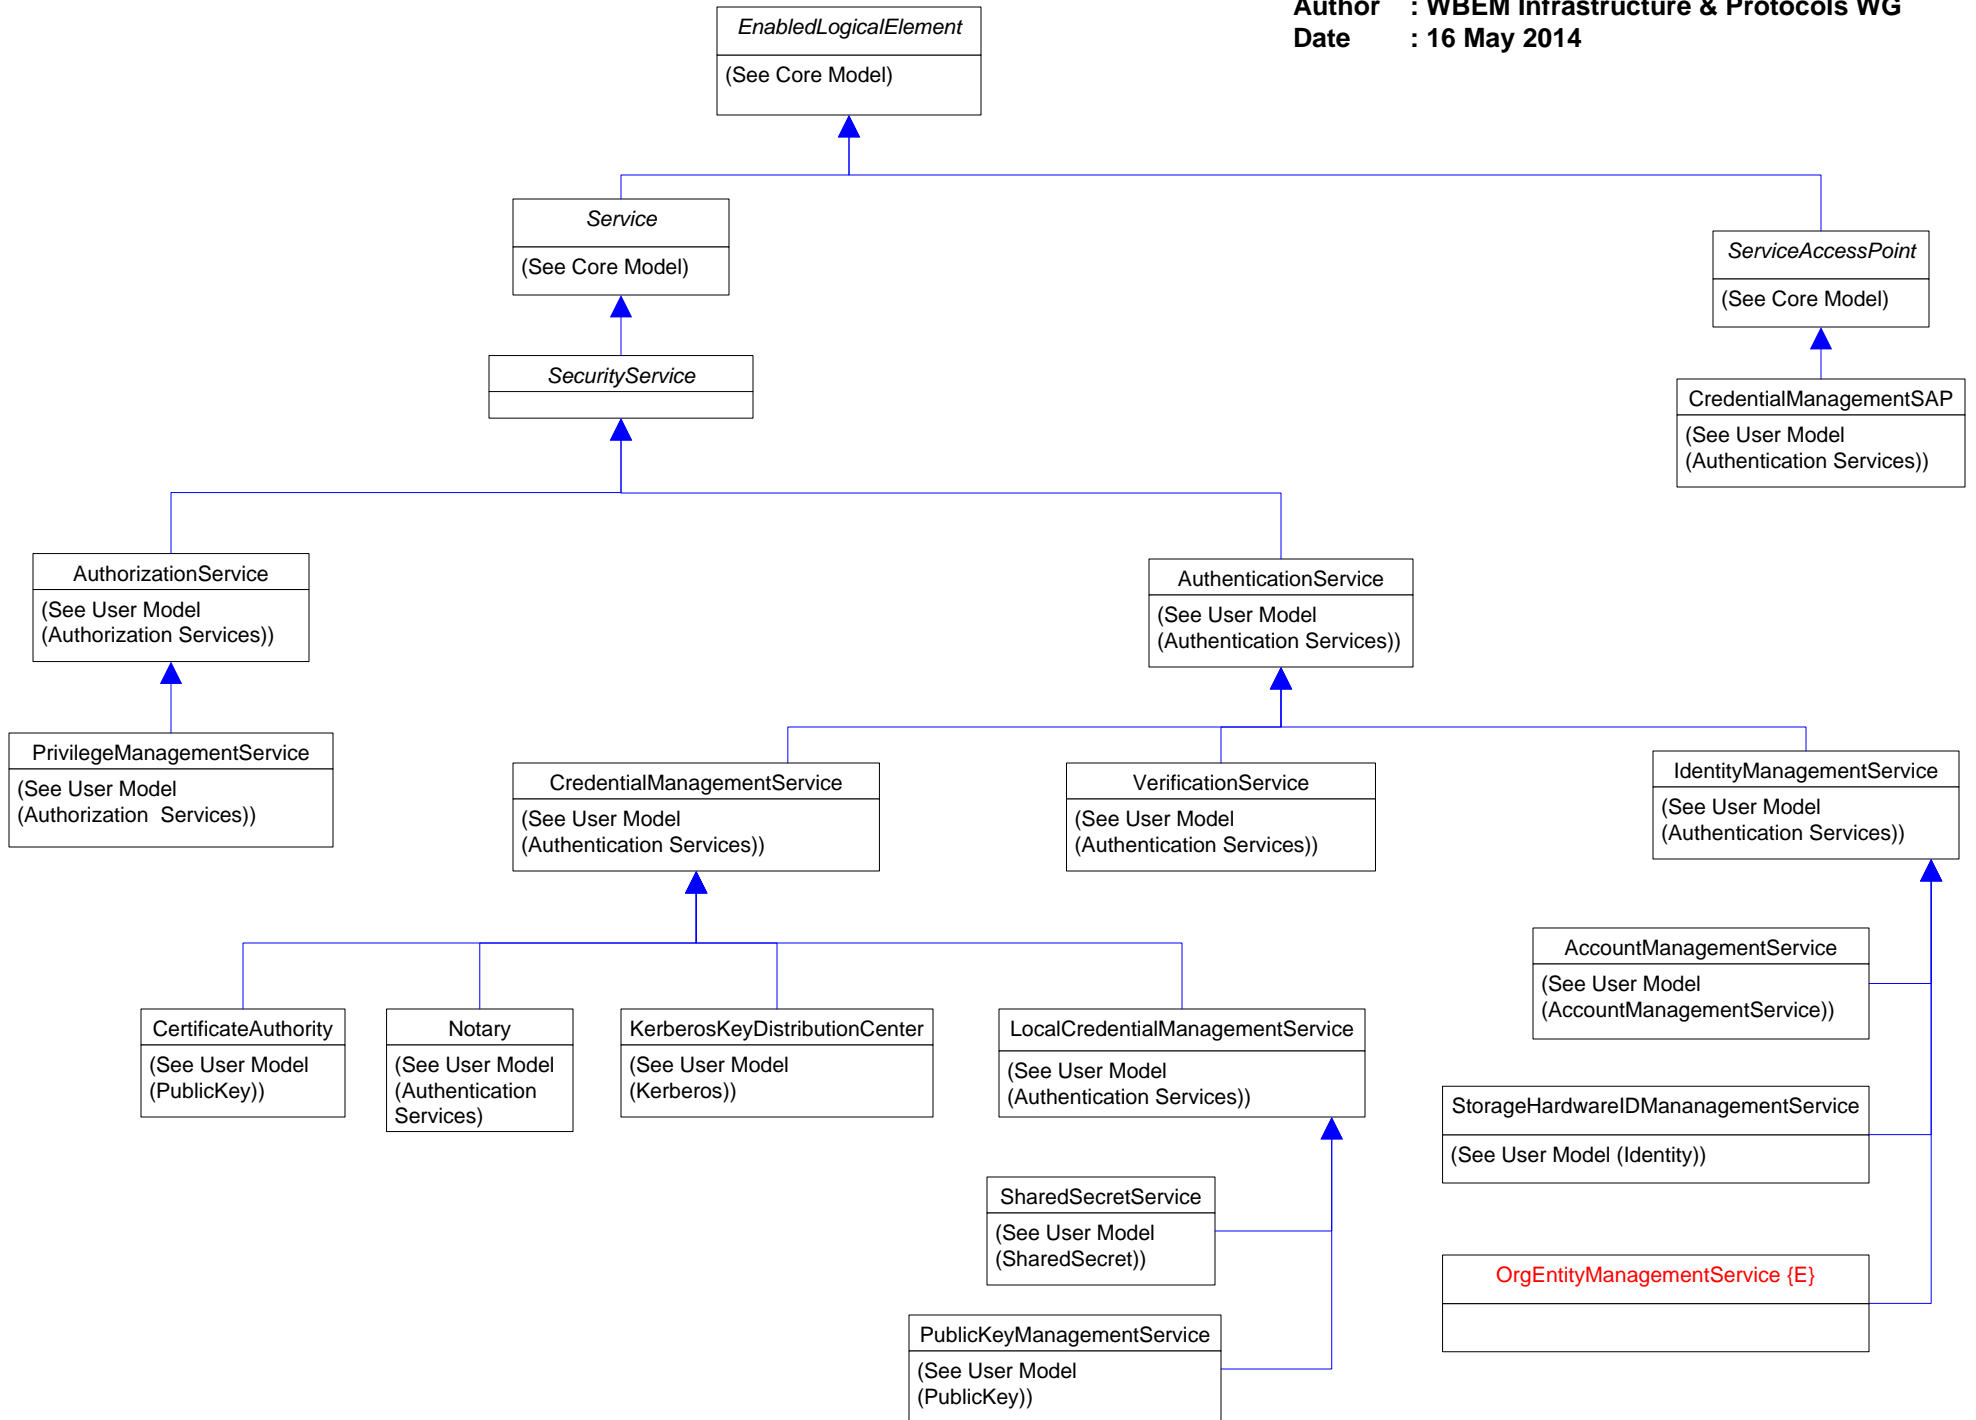 Author : WBEM Infrastructure & Protocols WG
Date : 16 May 2014
EnabledLogicalElement
(See Core Model)
Service
(See Core Model)
ServiceAccessPoint
(See Core Model)
SecurityService
CredentialManagementSAP
(See User Model
(Authentication Services))
AuthorizationService
(See User Model
(Authorization Services))
AuthenticationService
(See User Model
(Authentication Services))
PrivilegeManagementService
(See User Model
(Authorization  Services))
CredentialManagementService
(See User Model
(Authentication Services))
VerificationService
(See User Model
(Authentication Services))
IdentityManagementService
(See User Model
(Authentication Services))
AccountManagementService
(See User Model
(AccountManagementService))
CertificateAuthority
(See User Model
(PublicKey))
Notary
(See User Model
(Authentication
Services)
KerberosKeyDistributionCenter
(See User Model
(Kerberos))
LocalCredentialManagementService
(See User Model
(Authentication Services))
StorageHardwareIDMananagementService
(See User Model (Identity))
SharedSecretService
(See User Model
(SharedSecret))
OrgEntityManagementService {E}
PublicKeyManagementService
(See User Model
(PublicKey))